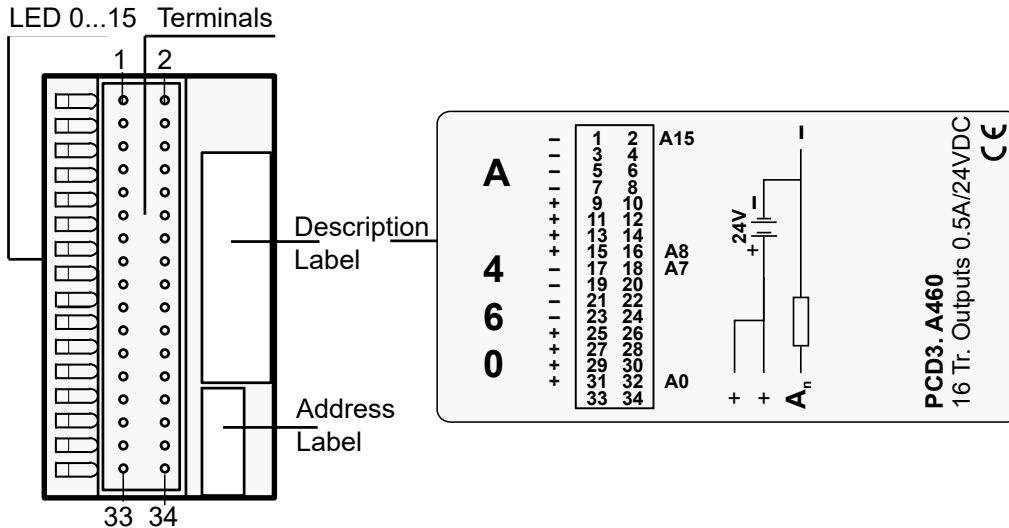 LED 0...15 Terminals
1 2
33 34
Description
Label
Address
Label
A
4
6
0
– 1 2 A15
– 3 4
– 5 6
– 7 8
+ 9 10
+ 11 12
+ 13 14
+ 15 16 A8
– 17 18 A7
– 19 20
– 21 22
– 23 24
+ 25 26
+ 27 28
+ 29 30
+ 31 32 A0
33 34
–
24V
–
+
+ + An
PCD3. A460
16 Tr. Outputs 0.5A/24VDC
CE